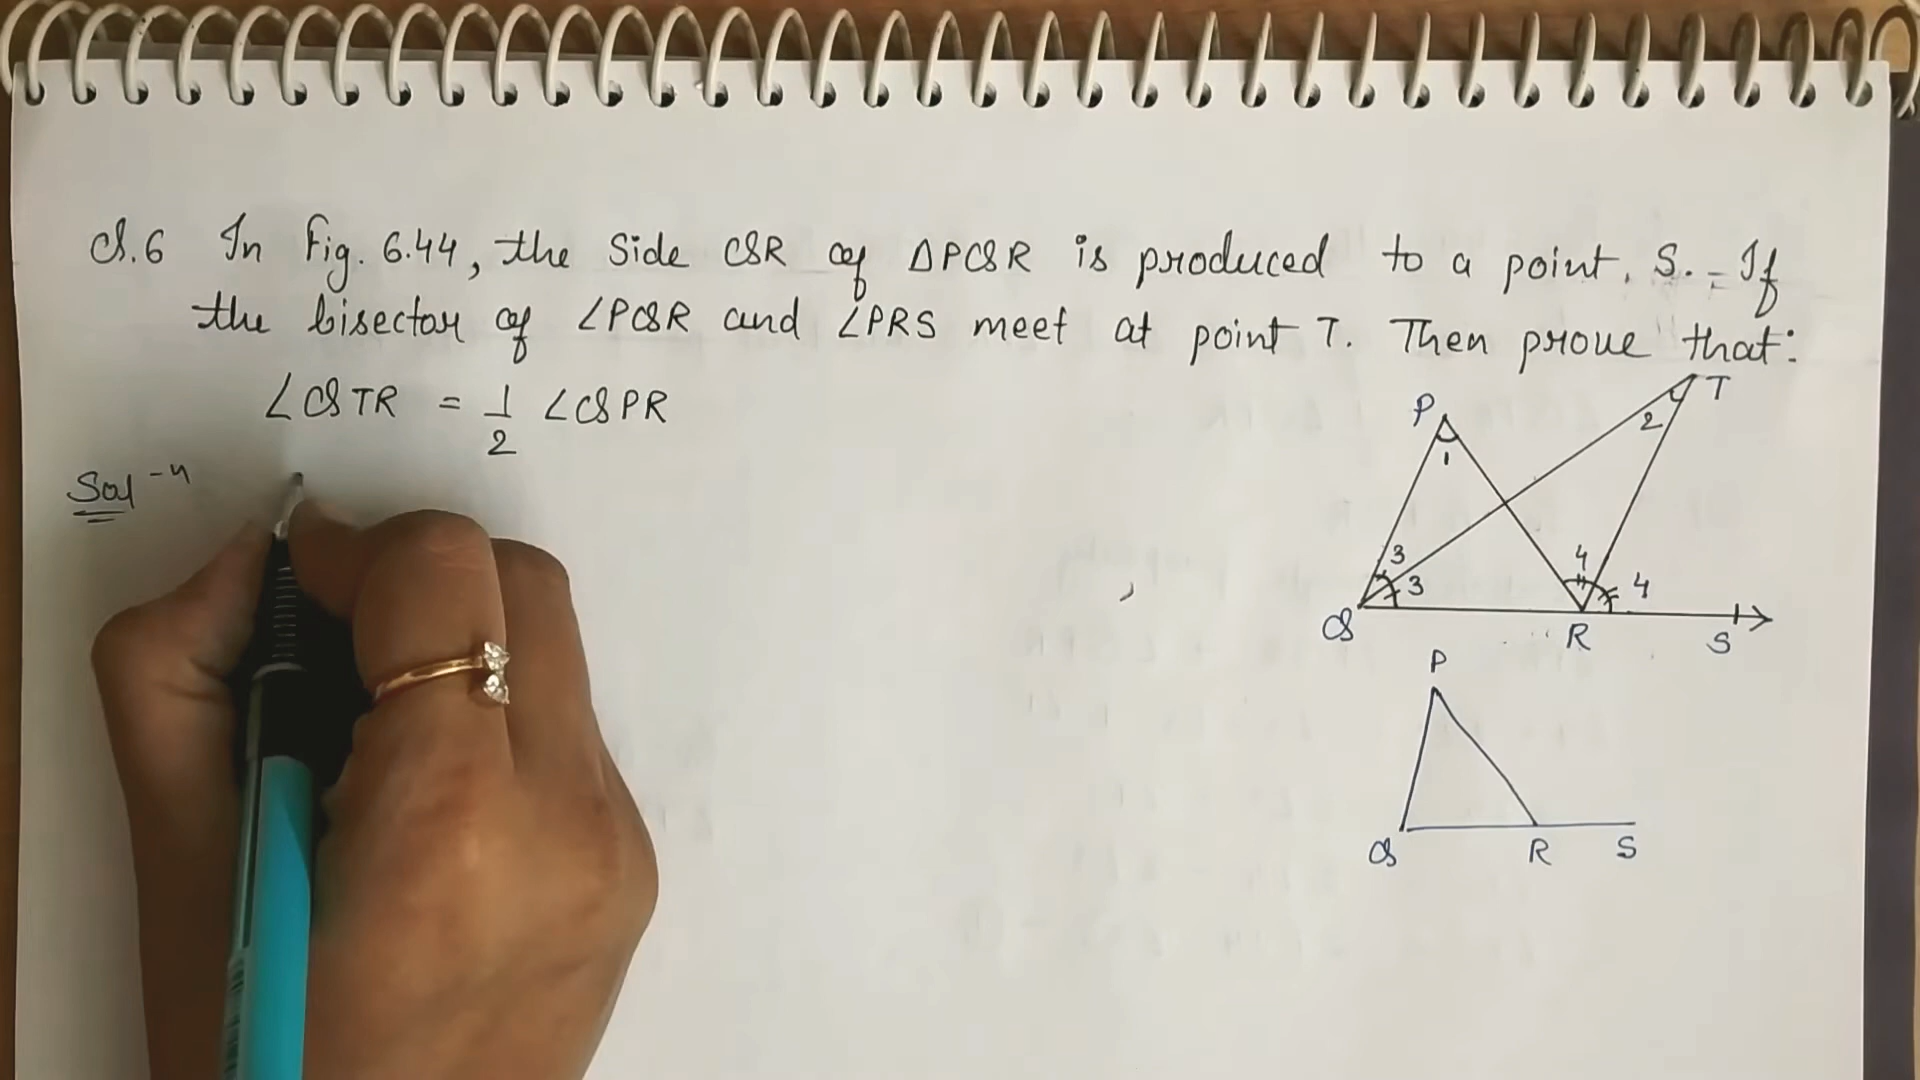 Q.6 In Fig. 6.44, the Side QR of ΔPQR is produced to a point. S. If
the bisector of ∠PQR and ∠PRS meet at point T. Then prove that:
∠QTR = 1/2 ∠QPR
Sol-n
P
T
1
2
3
3
4
4
Q
R
S
P
Q
R
S